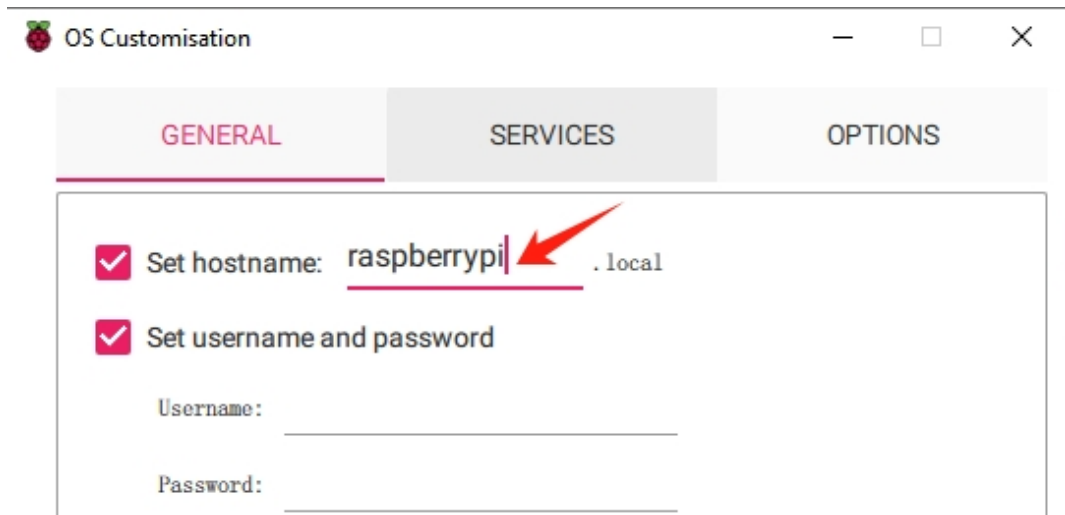 OS Customisation
GENERAL SERVICES OPTIONS
Set hostname: raspberrypi .local
Set username and password
Username:
Password: